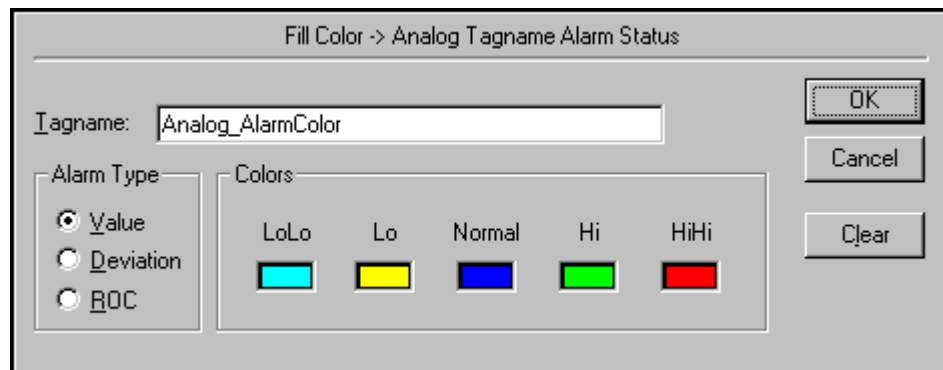 Fill Color -> Analog Tagname Alarm Status
Tagname: Analog_AlarmColor
OK
Cancel
Clear
Alarm Type
Value
Deviation
ROC
Colors
LoLo Lo Normal Hi HiHi